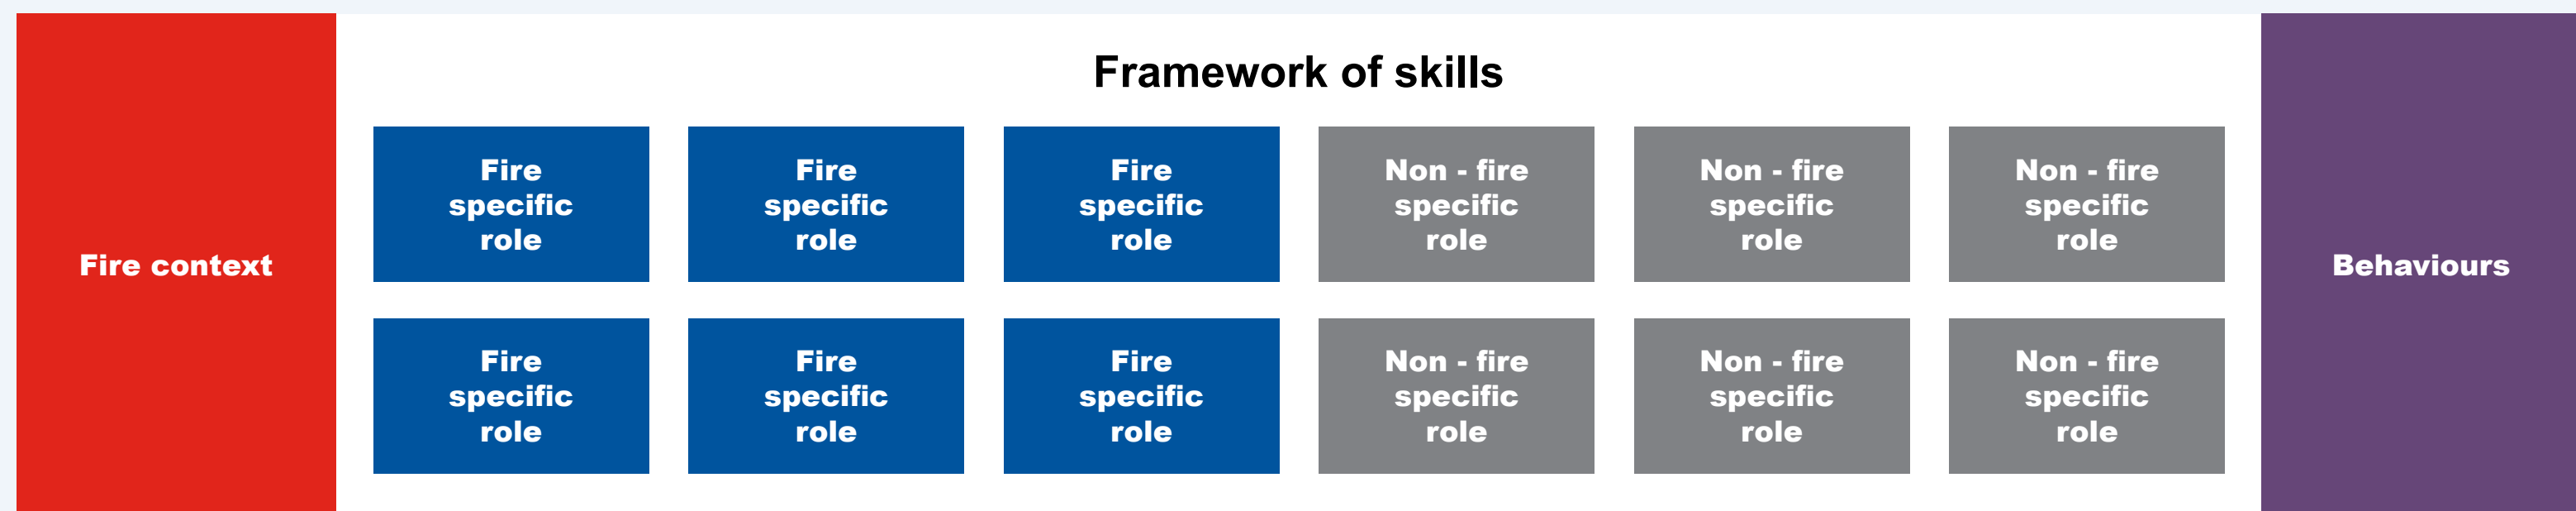 Framework of skills
Fire context
Fire
specific
role
Fire
specific
role
Fire
specific
role
Non - fire
specific
role
Non - fire
specific
role
Non - fire
specific
role
Fire
specific
role
Fire
specific
role
Fire
specific
role
Non - fire
specific
role
Non - fire
specific
role
Non - fire
specific
role
Behaviours